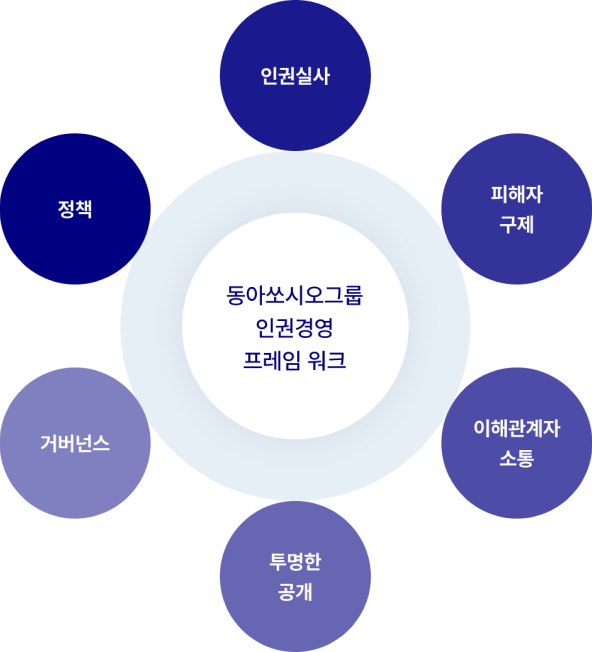 인권실사
정책
피해자
구제
동아쏘시오그룹
인권경영
프레임 워크
거버넌스
이해관계자
소통
투명한
공개